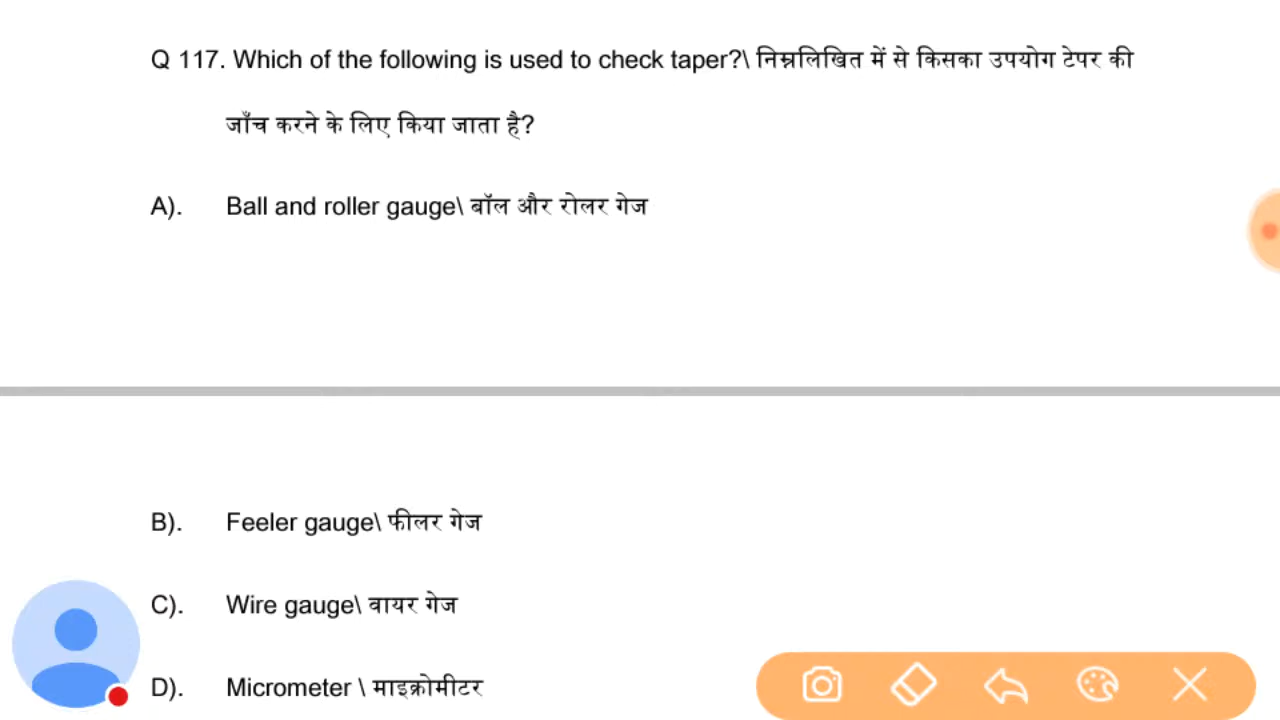 Q 117. Which of the following is used to check taper?\ निम्नलिखित में से किसका उपयोग टेपर की
जाँच करने के लिए किया जाता है?
A). Ball and roller gauge\ बॉल और रोलर गेज
B). Feeler gauge\ फीलर गेज
C). Wire gauge\ वायर गेज
D). Micrometer \ माइक्रोमीटर